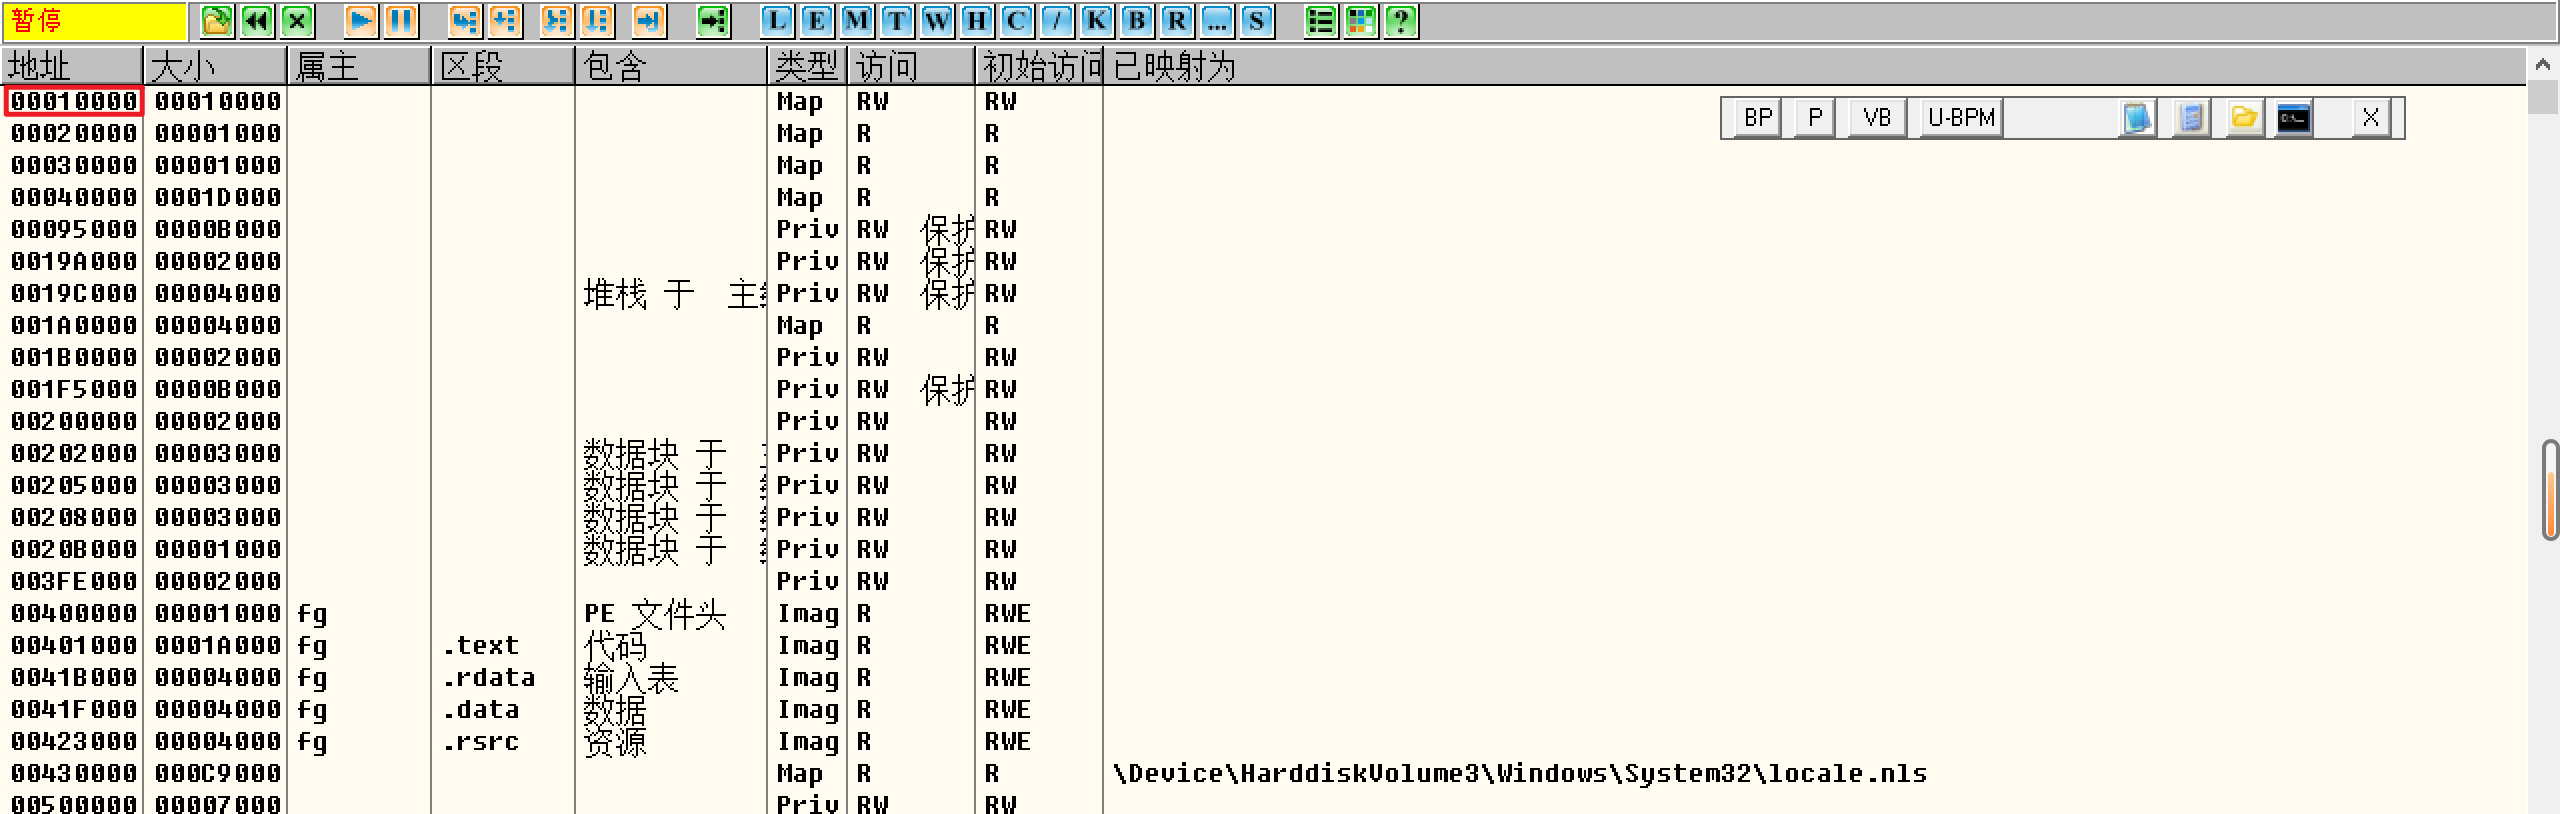 暂停 L E M T W H C / K B R ... S ?
地址 大小 属主 区段 包含 类型 访问 初始访问 已映射为
00010000 00010000 Map RW RW
BP P VB U-BPM X
00020000 00001000 Map R R
00030000 00001000 Map R R
00040000 0001D000 Map R R
00095000 0000B000 Priv RW 保护 RW
0019A000 00002000 Priv RW 保护 RW
0019C000 00004000 堆栈 于 主 Priv RW 保护 RW
001A0000 00004000 Map R R
001B0000 00002000 Priv RW RW
001F5000 0000B000 Priv RW 保护 RW
00200000 00002000 Priv RW RW
00202000 00003000 数据块 于 Priv RW RW
00205000 00003000 数据块 于 Priv RW RW
00208000 00003000 数据块 于 Priv RW RW
0020B000 00001000 数据块 于 Priv RW RW
003FE000 00002000 Priv RW RW
00400000 00001000 fg PE 文件头 Imag R RWE
00401000 0001A000 fg .text 代码 Imag R RWE
0041B000 00004000 fg .rdata 输入表 Imag R RWE
0041F000 00004000 fg .data 数据 Imag R RWE
00423000 00004000 fg .rsrc 资源 Imag R RWE
00430000 000C9000 Map R R \Device\HarddiskVolume3\Windows\System32\locale.nls
00500000 00007000 Priv RW RW